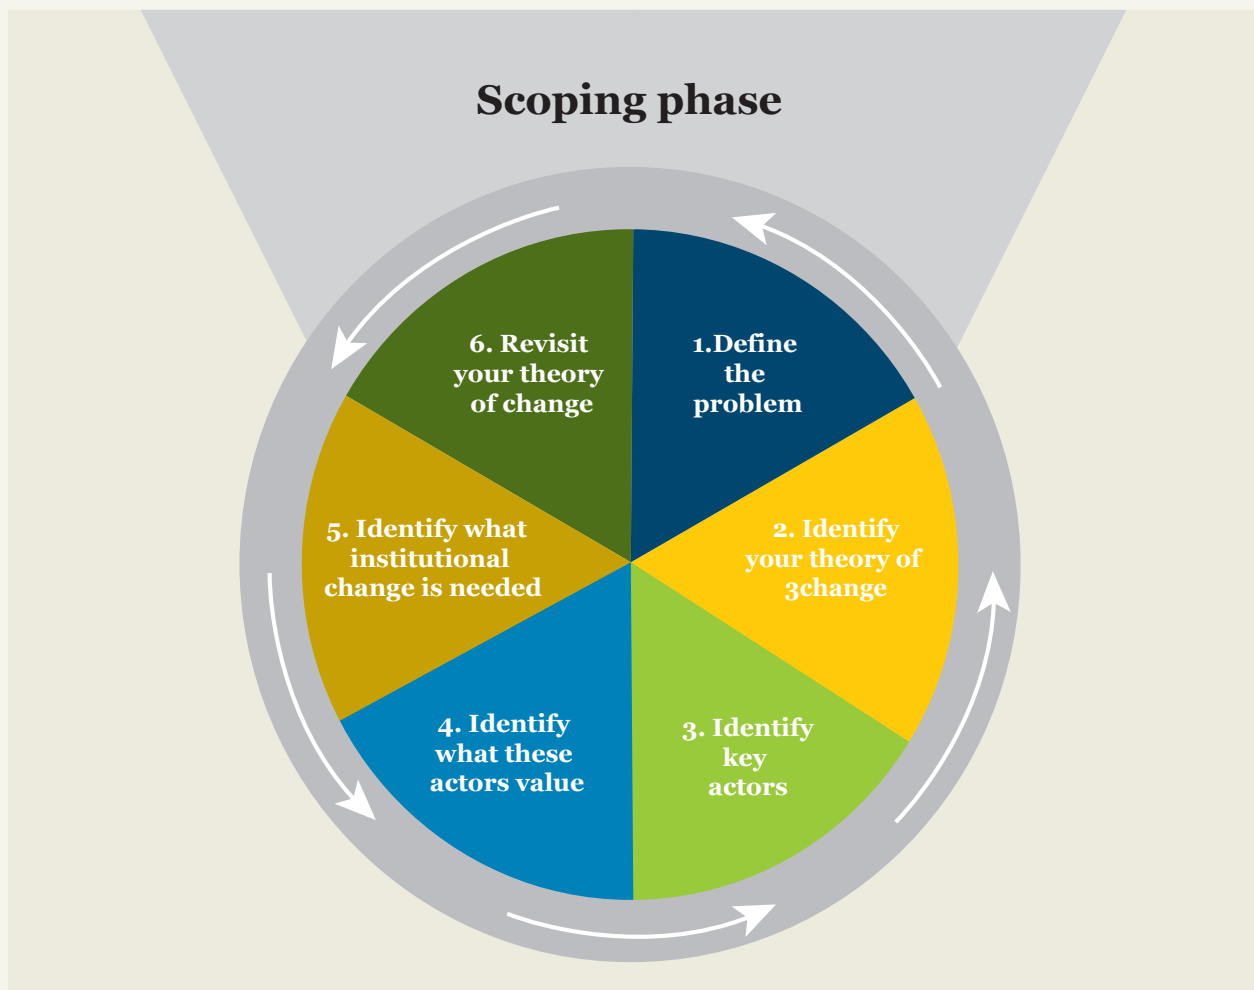 Scoping phase
1.Define
the
problem
2. Identify
your theory of
3change
3. Identify
key
actors
4. Identify
what these
actors value
5. Identify what
institutional
change is needed
6. Revisit
your theory
of change